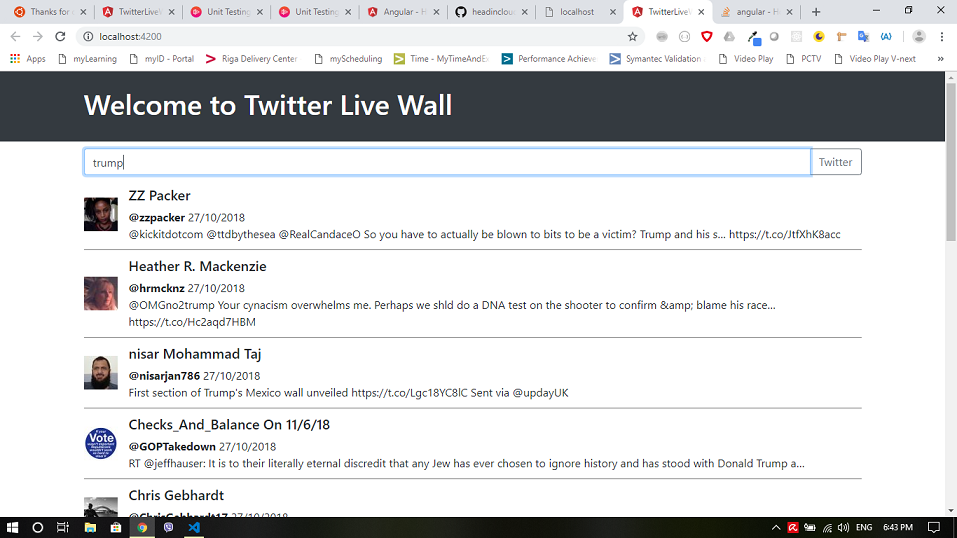 Thanks for
TwitterLive
Unit Testing
Unit Testing
Angular - H
headinclou
localhost
TwitterLiveV
angular - H
localhost:4200
Apps
myLearning
myID - Portal
Riga Delivery Center
myScheduling
Time - MyTimeAndE
Performance Achieve
Symantec Validation
Video Play
PCTV
Video Play V-next
Welcome to Twitter Live Wall
trump
Twitter
ZZ Packer
@zzpacker 27/10/2018
@kickitdotcom @ttdbythesea @RealCandaceO So you have to actually be blown to bits to be a victim? Trump and his s… https://t.co/JtfXhK8acc
Heather R. Mackenzie
@hrmcknz 27/10/2018
@OMGno2trump Your cynacism overwhelms me. Perhaps we shld do a DNA test on the shooter to confirm &amp; blame his race…
https://t.co/Hc2aqd7HBM
nisar Mohammad Taj
@nisarjan786 27/10/2018
First section of Trump's Mexico wall unveiled https://t.co/Lgc18YC8lC Sent via @updayUK
Checks_And_Balance On 11/6/18
@GOPTakedown 27/10/2018
RT @jeffhauser: It is to their literally eternal discredit that any Jew has ever chosen to ignore history and has stood with Donald Trump a…
Chris Gebhardt
@ChrisGebhardt17 27/10/2018
ENG
6:43 PM